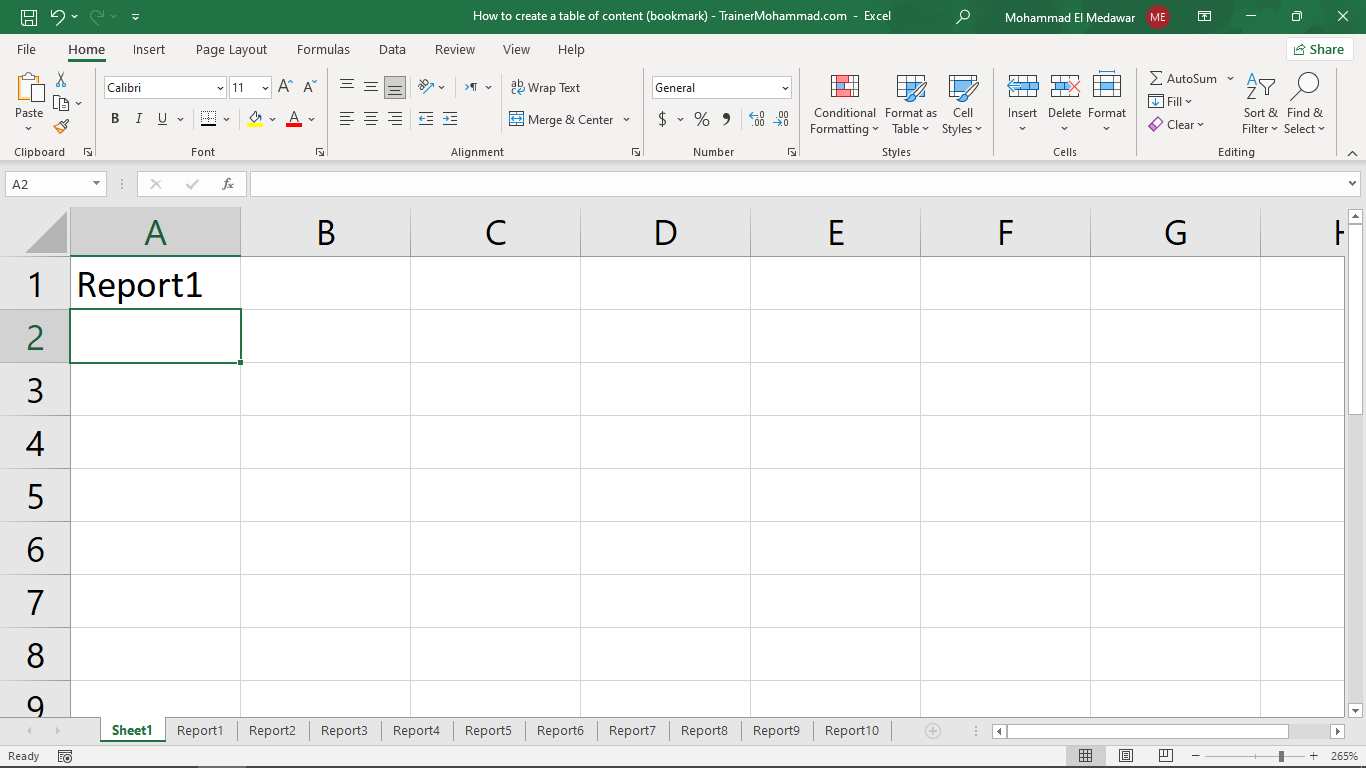 How to create a table of content (bookmark) - TrainerMohammad.com - Excel
Mohammad El Medawar ME
File Home Insert Page Layout Formulas Data Review View Help Share
Paste
Clipboard
Calibri 11
B I U A
Font
Wrap Text
Merge & Center
Alignment
General
$ % 9 .00 .00
Number
Conditional Formatting
Format as Table
Cell Styles
Styles
Insert
Delete
Format
Cells
AutoSum
Fill
Clear
Sort & Filter
Find & Select
Editing
A2 fx
A B C D E F G H
1 Report1
2
3
4
5
6
7
8
9
Sheet1 Report1 Report2 Report3 Report4 Report5 Report6 Report7 Report8 Report9 Report10
Ready 265%